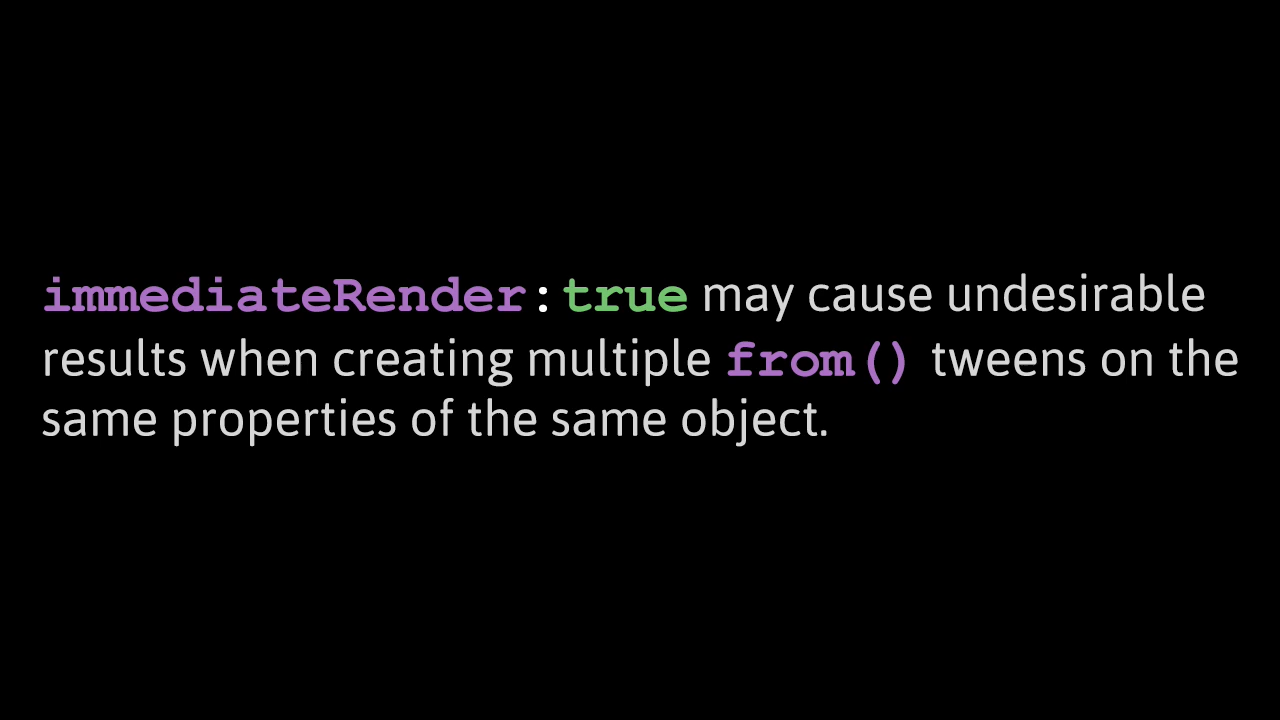 immediateRender:true may cause undesirable
results when creating multiple from() tweens on the
same properties of the same object.